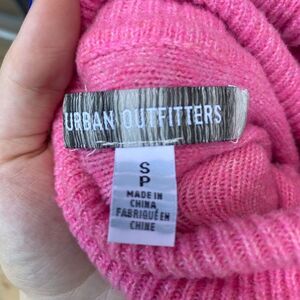 URBAN OUTFITTERS
S
P
MADE IN
CHINA
FABRIQUÉ EN
CHINE